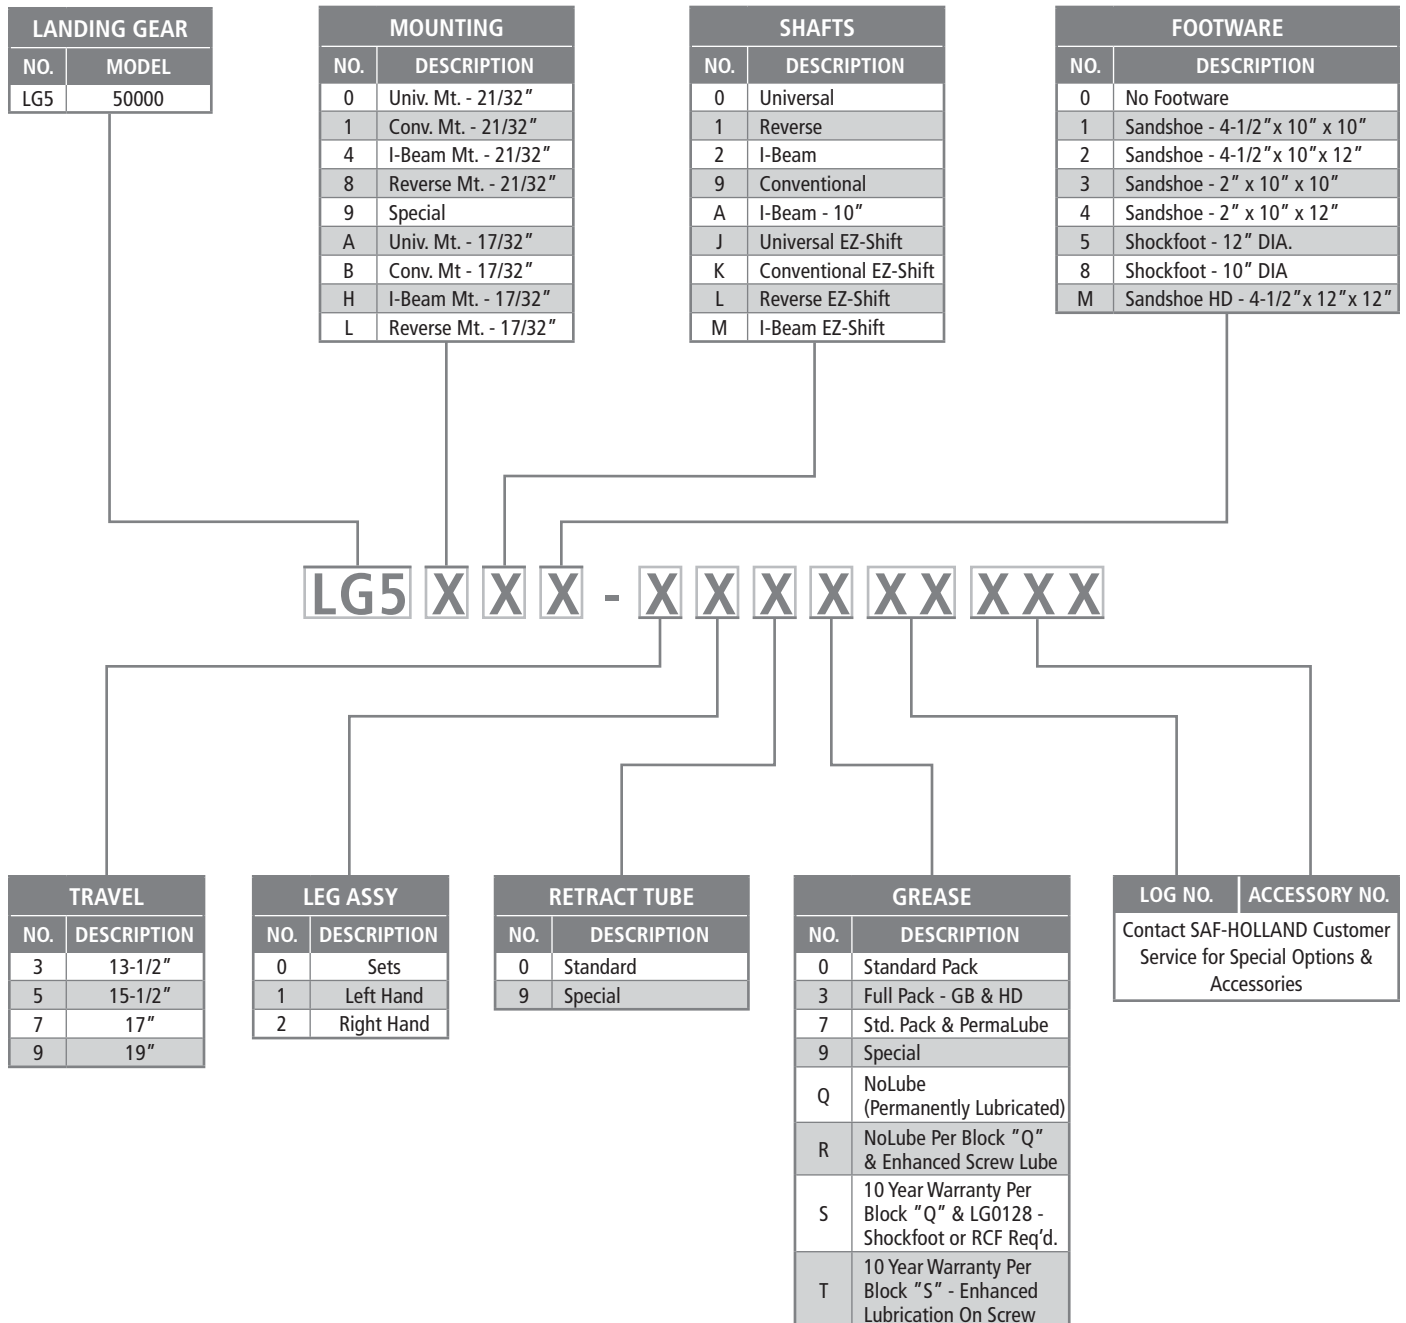 LANDING GEAR
NO. MODEL
LG5 50000
MOUNTING
NO. DESCRIPTION
0 Univ. Mt. - 21/32"
1 Conv. Mt. - 21/32"
4 I-Beam Mt. - 21/32"
8 Reverse Mt. - 21/32"
9 Special
A Univ. Mt. - 17/32"
B Conv. Mt - 17/32"
H I-Beam Mt. - 17/32"
L Reverse Mt. - 17/32"
SHAFTS
NO. DESCRIPTION
0 Universal
1 Reverse
2 I-Beam
9 Conventional
A I-Beam - 10"
J Universal EZ-Shift
K Conventional EZ-Shift
L Reverse EZ-Shift
M I-Beam EZ-Shift
FOOTWARE
NO. DESCRIPTION
0 No Footware
1 Sandshoe - 4-1/2"x 10" x 10"
2 Sandshoe - 4-1/2"x 10"x 12"
3 Sandshoe - 2" x 10" x 10"
4 Sandshoe - 2" x 10" x 12"
5 Shockfoot - 12" DIA.
8 Shockfoot - 10" DIA
M Sandshoe HD - 4-1/2"x 12"x 12"
LG5 X X X - X X X X X X X X X
TRAVEL
NO. DESCRIPTION
3 13-1/2"
5 15-1/2"
7 17"
9 19"
LEG ASSY
NO. DESCRIPTION
0 Sets
1 Left Hand
2 Right Hand
RETRACT TUBE
NO. DESCRIPTION
0 Standard
9 Special
GREASE
NO. DESCRIPTION
0 Standard Pack
3 Full Pack - GB & HD
7 Std. Pack & PermaLube
9 Special
Q NoLube
(Permanently Lubricated)
R NoLube Per Block "Q"
& Enhanced Screw Lube
S 10 Year Warranty Per
Block "Q" & LG0128 -
Shockfoot or RCF Req'd.
T 10 Year Warranty Per
Block "S" - Enhanced
Lubrication On Screw
LOG NO. ACCESSORY NO.
Contact SAF-HOLLAND Customer
Service for Special Options &
Accessories